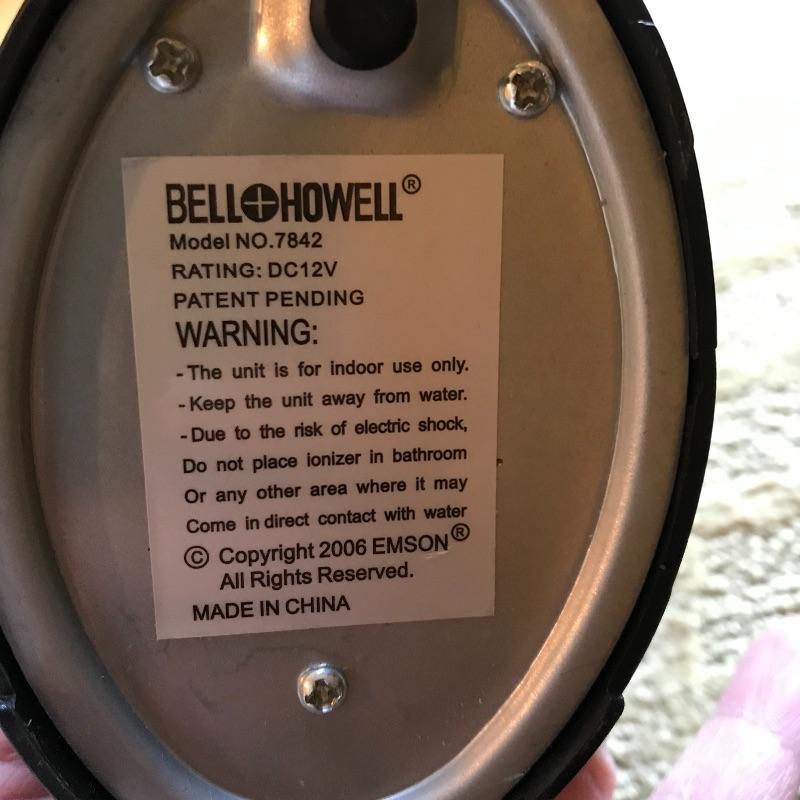 BELL+HOWELL®
Model NO.7842
RATING: DC12V
PATENT PENDING
WARNING:
-The unit is for indoor use only.
-Keep the unit away from water.
-Due to the risk of electric shock,
Do not place ionizer in bathroom
Or any other area where it may
Come in direct contact with water
© Copyright 2006 EMSON®
All Rights Reserved.
MADE IN CHINA